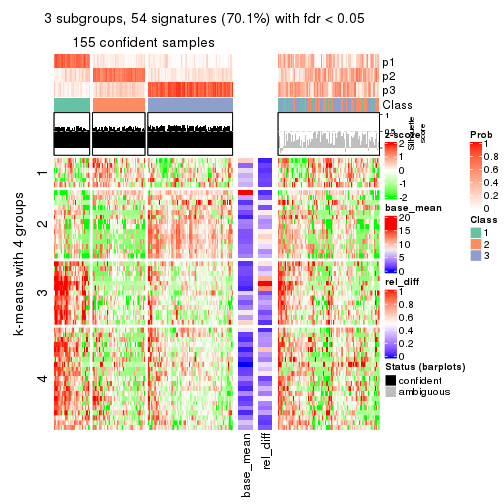 3 subgroups, 54 signatures (70.1%) with fdr < 0.05
155 confident samples
p1
p2
p3
Class
1
0.5
Silhouette
score
k-means with 4 groups
1
2
3
4
base_mean
rel_diff
z-score
2
1
0
-1
-2
base_mean
20
15
10
5
0
rel_diff
1
0.8
0.6
0.4
0.2
0
Status (barplots)
confident
ambiguous
Prob
1
0.8
0.6
0.4
0.2
0
Class
1
2
3